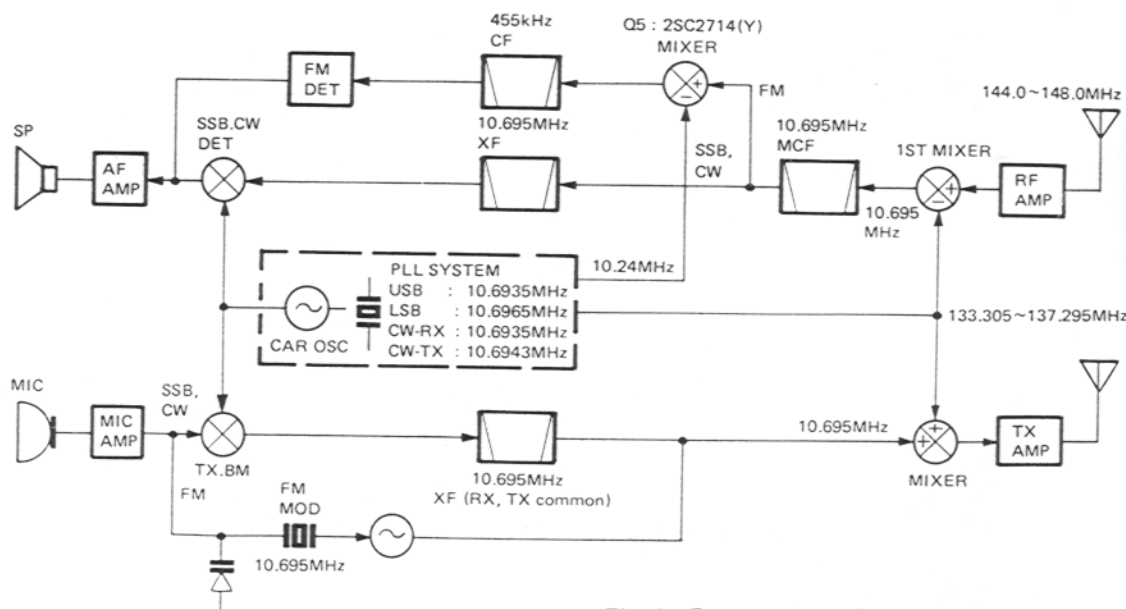 455kHz
CF
Q5 : 2SC2714(Y)
MIXER
FM
DET
FM
144.0~148.0MHz
SP
SSB.CW
DET
10.695MHz
XF
SSB,
CW
10.695MHz
MCF
1ST MIXER
AF
AMP
RF
AMP
10.695
MHz
PLL SYSTEM
10.24MHz
USB : 10.6935MHz
LSB : 10.6965MHz
CW-RX : 10.6935MHz
CW-TX : 10.6943MHz
CAR OSC
133.305~137.295MHz
MIC
SSB,
CW
MIC
AMP
10.695MHz
TX
AMP
TX.BM
MIXER
10.695MHz
XF (RX, TX common)
FM
FM
MOD
10.695MHz